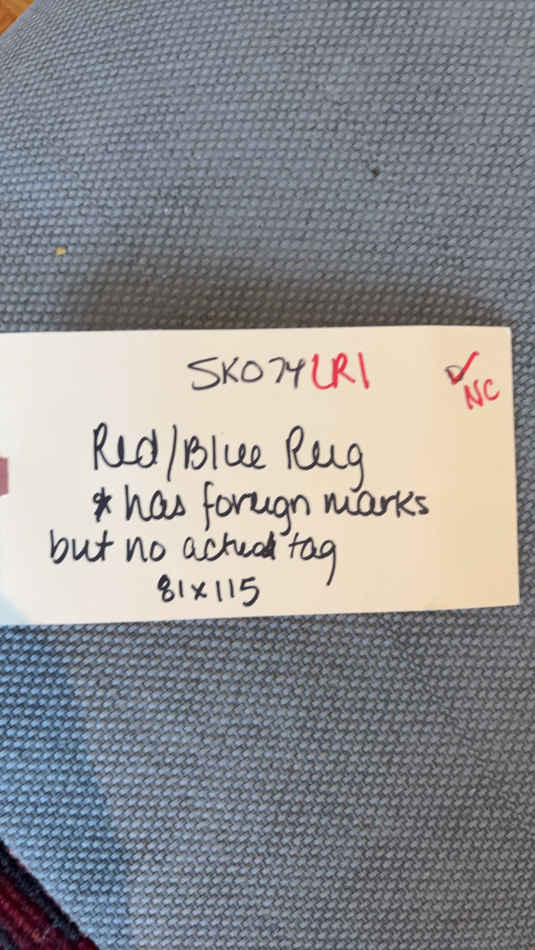 SK074LR1
D✓
NC
Red/Blue Rug
* has foreign marks
but no actual tag
81x115